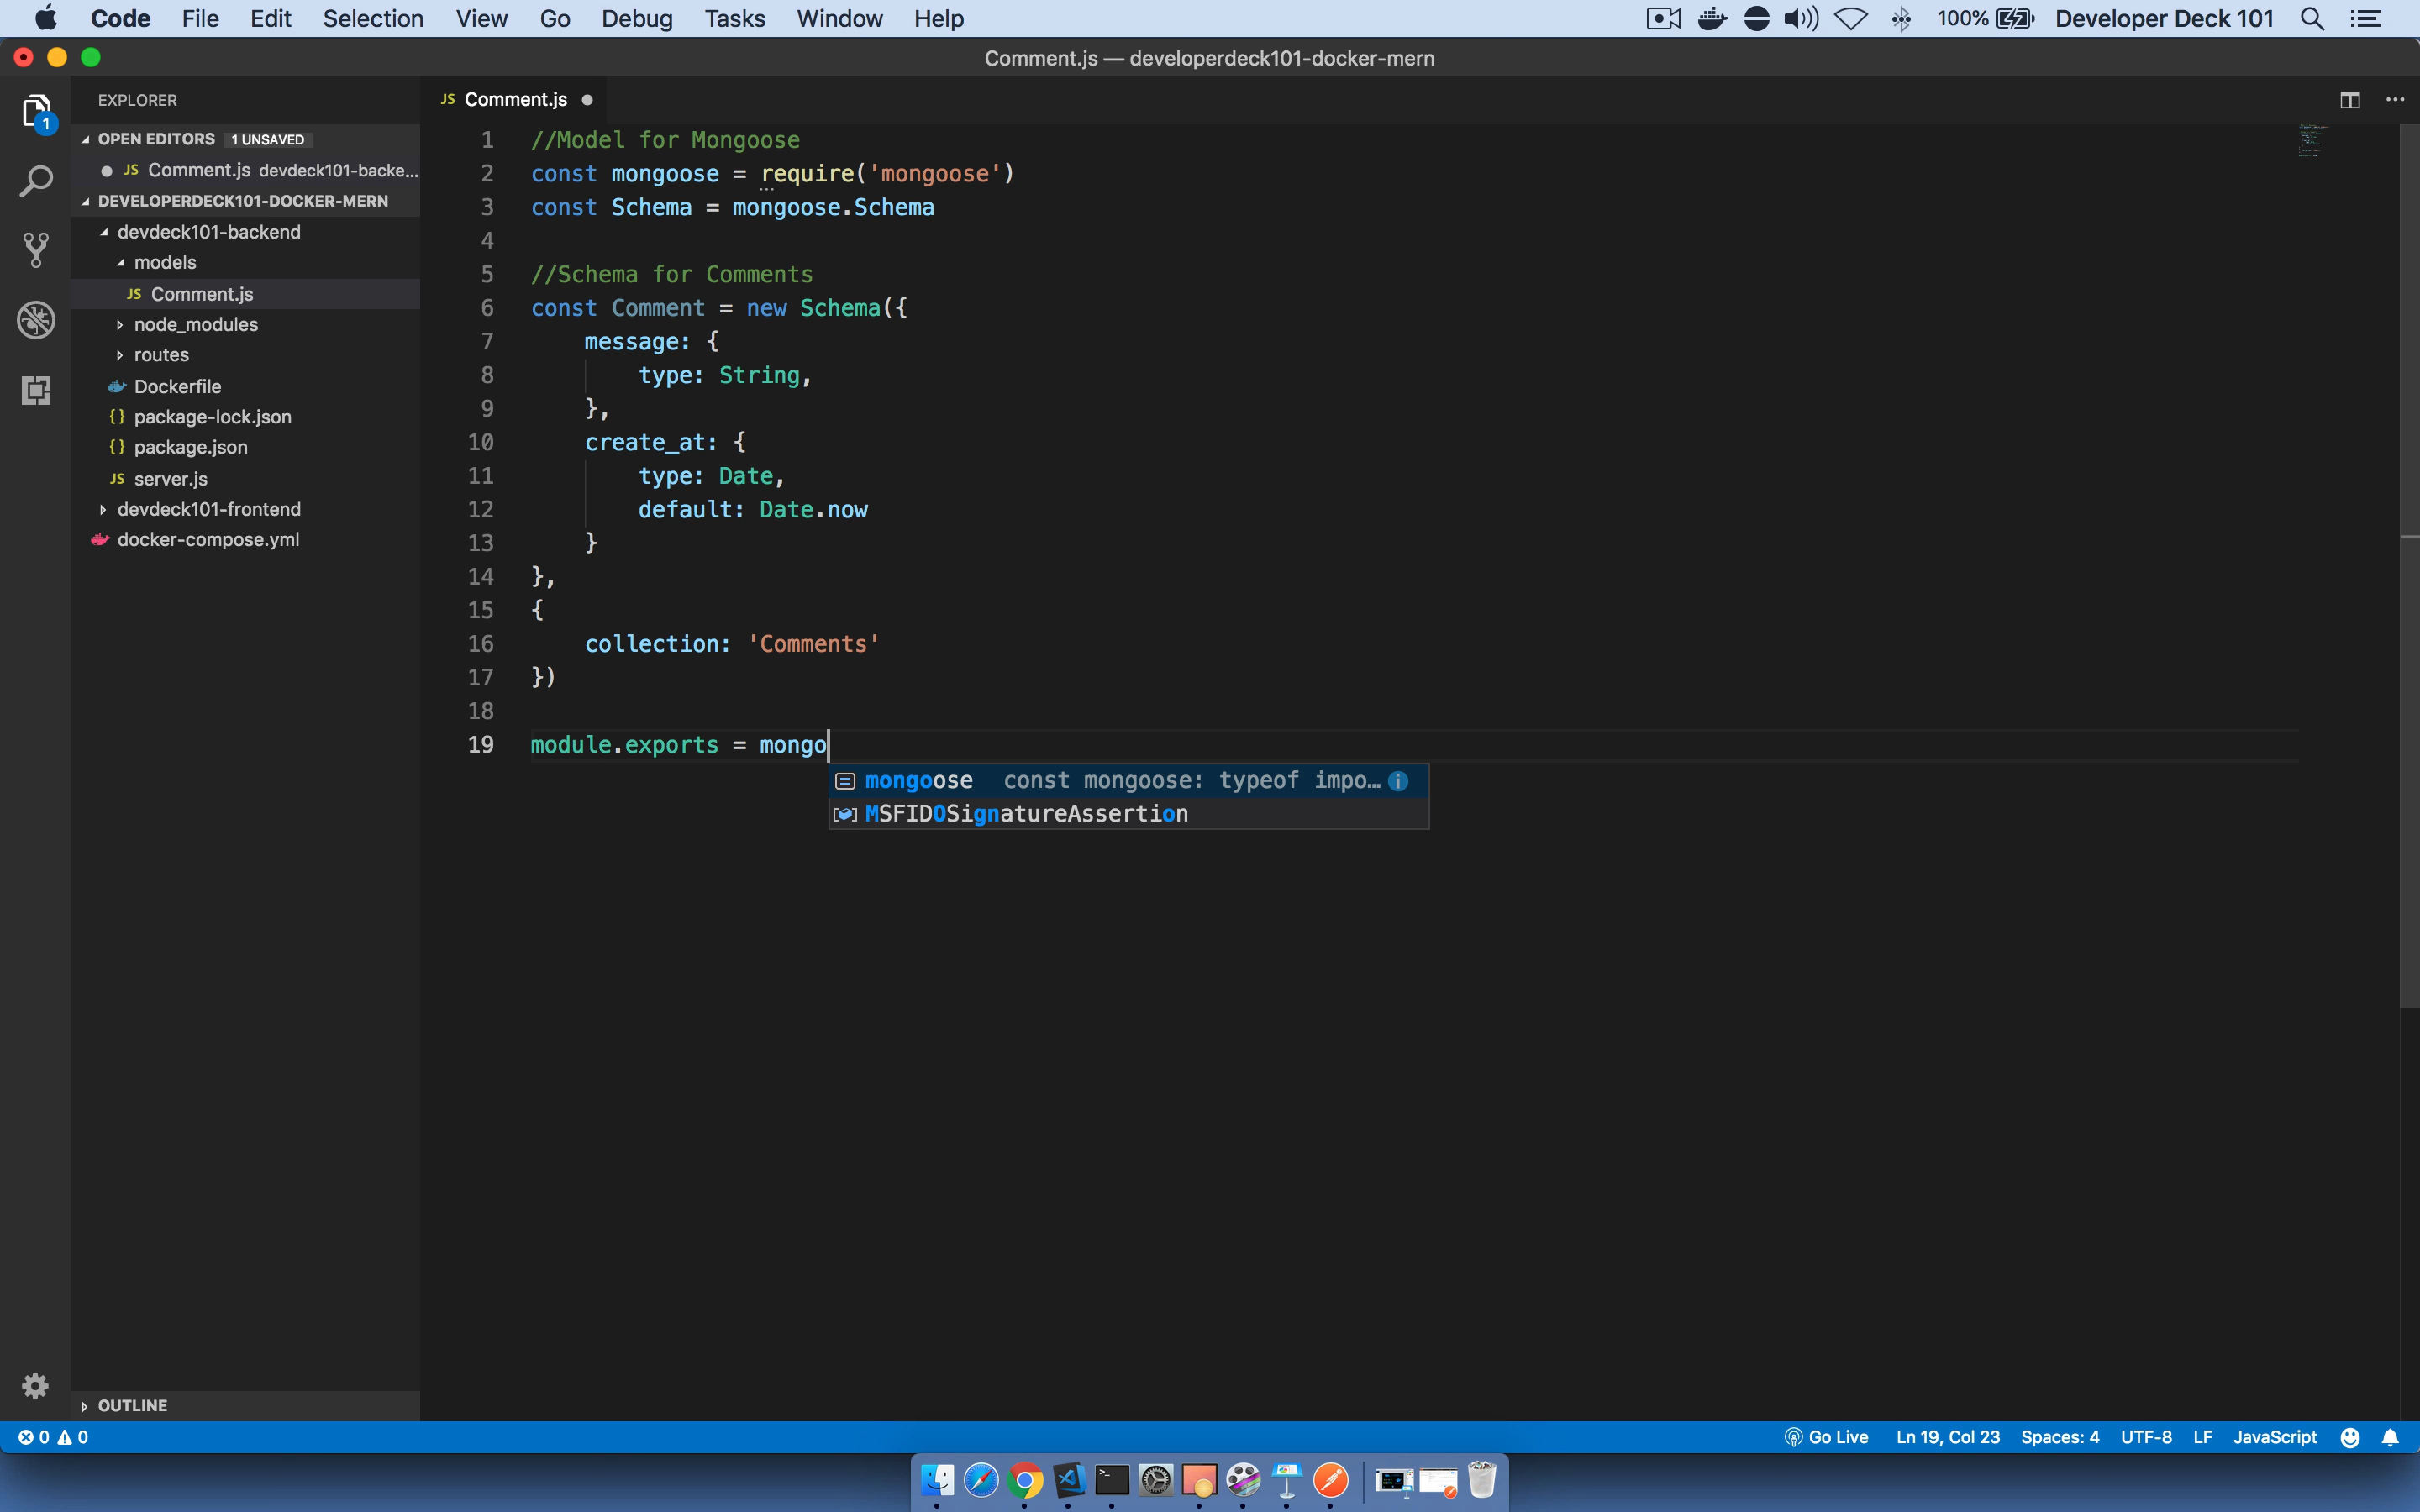 Code File Edit Selection View Go Debug Tasks Window Help 100% Developer Deck 101
Comment.js — developerdeck101-docker-mern
EXPLORER
OPEN EDITORS 1 UNSAVED
JS Comment.js devdeck101-backe...
DEVELOPERDECK101-DOCKER-MERN
devdeck101-backend
models
JS Comment.js
node_modules
routes
Dockerfile
{} package-lock.json
{} package.json
JS server.js
devdeck101-frontend
docker-compose.yml
OUTLINE
1
JS Comment.js
1 //Model for Mongoose
2 const mongoose = require('mongoose')
3 const Schema = mongoose.Schema
4
5 //Schema for Comments
6 const Comment = new Schema({
7     message: {
8         type: String,
9     },
10     create_at: {
11         type: Date,
12         default: Date.now
13     }
14 },
15 {
16     collection: 'Comments'
17 })
18
19 module.exports = mongo
mongoose const mongoose: typeof impo...
MSFIDOSignatureAssertion
0 0 Go Live Ln 19, Col 23 Spaces: 4 UTF-8 LF JavaScript